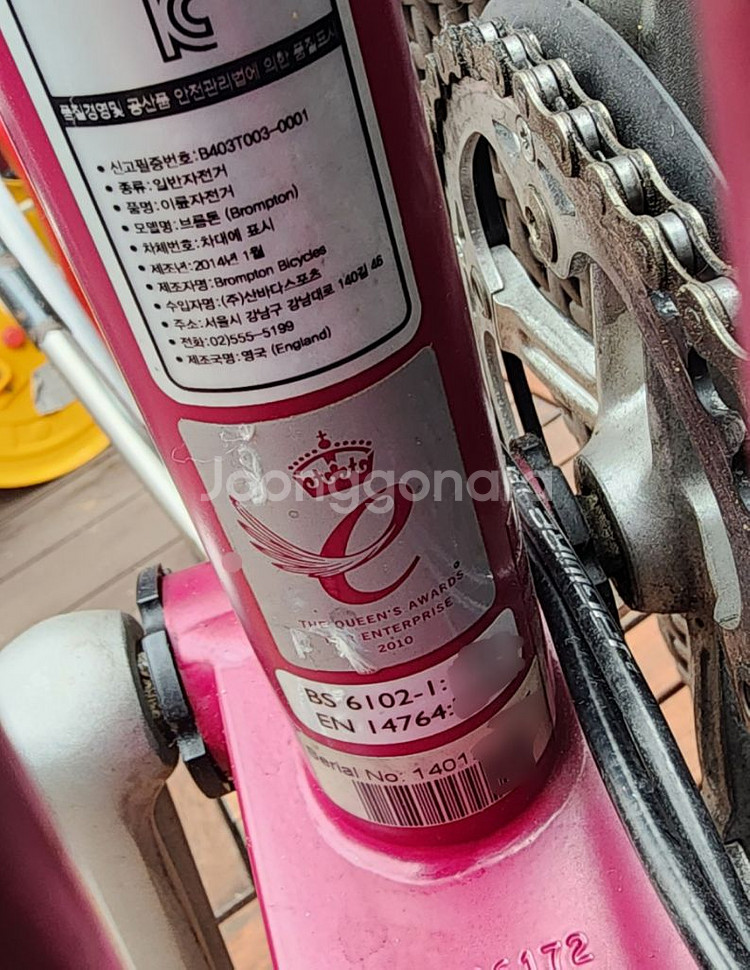 품질경영및 공산품 안전관리법에 의한 품질표시
• 신고필증번호:B403T003-0001
• 종류:일반자전거
• 품명:이륜자전거
• 모델명:브롬톤 (Brompton)
• 차체번호:차대에 표시
• 제조년:2014년 1월
• 제조자명:Brompton Bicycles
• 수입자명:(주)산바다스포츠
• 주소:서울시 강남구 강남대로 140길 46
• 전화:02)555-5199
• 제조국명:영국 (England)
Joonggonara
THE QUEEN'S AWARDS
ENTERPRISE
2010
BS 6102-1:
EN 14764:
Serial No: 1401
6172